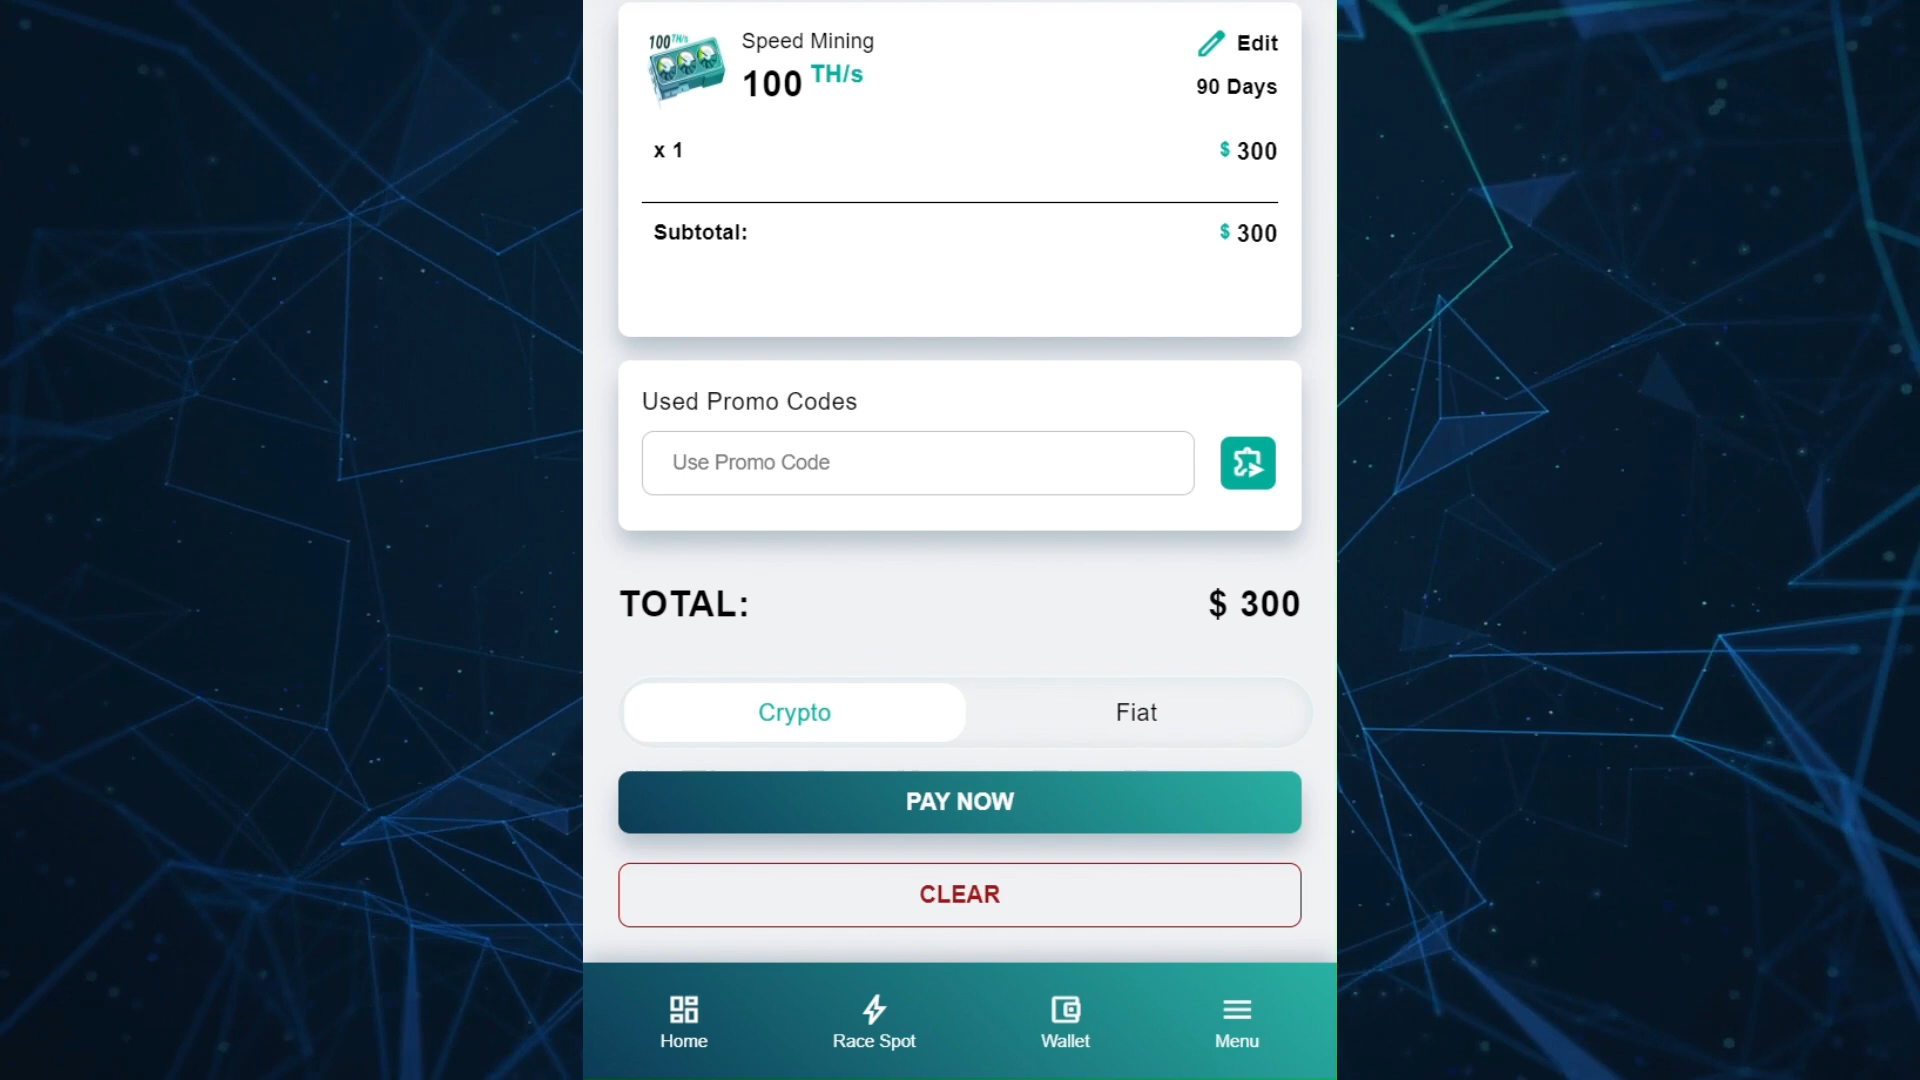 100TH/s
Speed Mining
Edit
100 TH/s
90 Days
x 1
$ 300
Subtotal:
$ 300
Used Promo Codes
Use Promo Code
TOTAL:
$ 300
Crypto
Fiat
PAY NOW
CLEAR
Home
Race Spot
Wallet
Menu